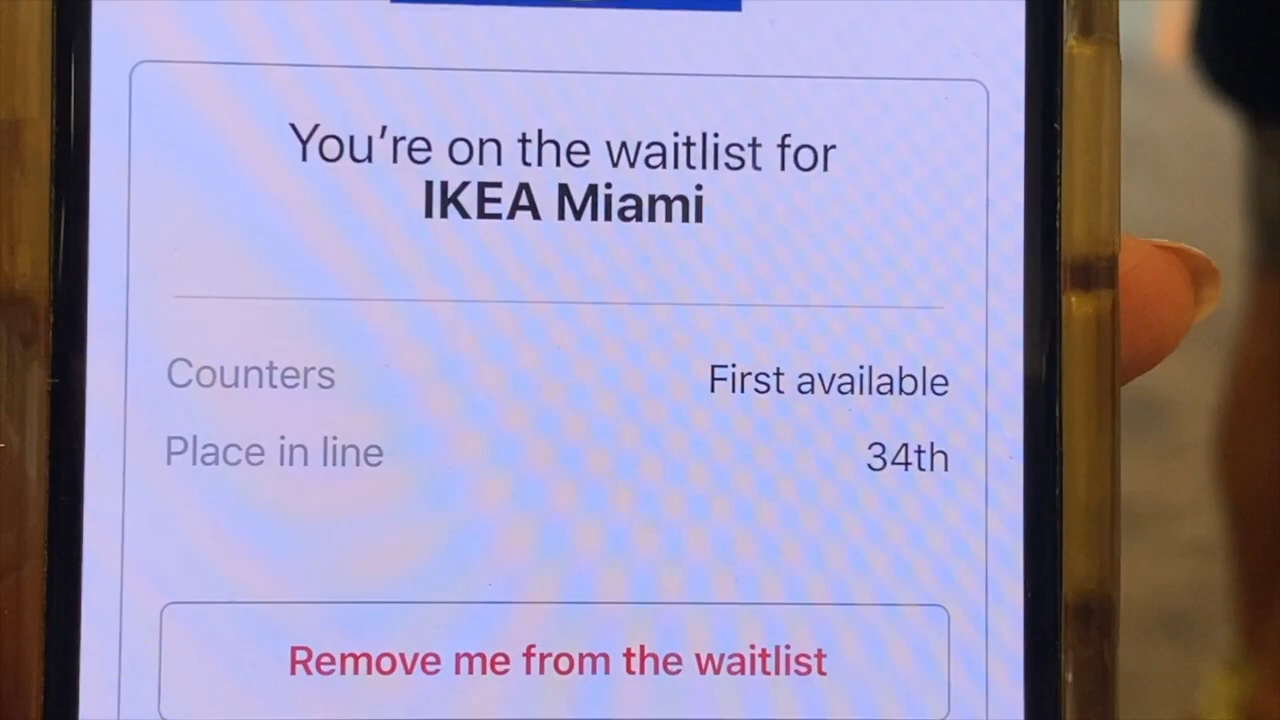 You're on the waitlist for
IKEA Miami
Counters First available
Place in line 34th
Remove me from the waitlist